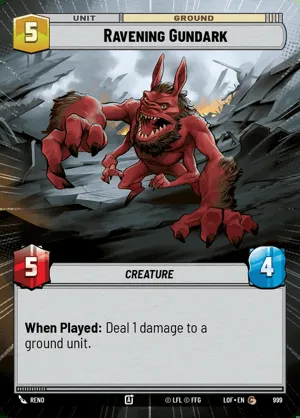 UNIT GROUND
5 RAVENING GUNDARK
5 CREATURE 4
When Played: Deal 1 damage to a
ground unit.
RENO © LFL © FFG LOF • EN C 999